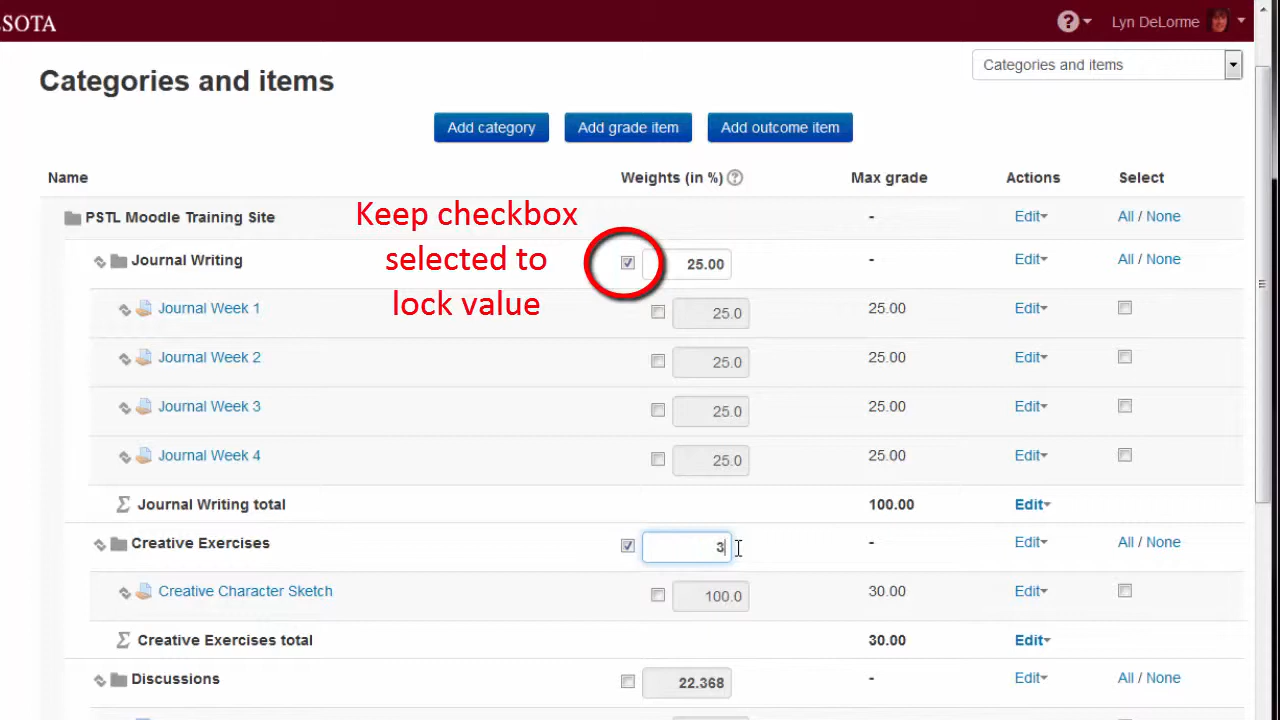 SOTA
? Lyn DeLorme
Categories and items
Categories and items
Add category Add grade item Add outcome item
Name Weights (in %) ? Max grade Actions Select
PSTL Moodle Training Site - Edit All / None
Keep checkbox
selected to
lock value
Journal Writing 25.00 - Edit All / None
Journal Week 1 25.0 25.00 Edit
Journal Week 2 25.0 25.00 Edit
Journal Week 3 25.0 25.00 Edit
Journal Week 4 25.0 25.00 Edit
Σ Journal Writing total 100.00 Edit
Creative Exercises 3 - Edit All / None
Creative Character Sketch 100.0 30.00 Edit
Σ Creative Exercises total 30.00 Edit
Discussions 22.368 - Edit All / None